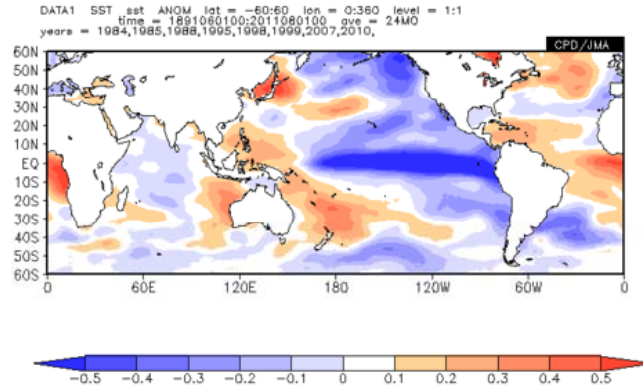 DATA1 SST sst ANOM lat = -60:60 lon = 0:360 level = 1:1
time = 1891060100:2011080100 ave = 24MO
years = 1984,1985,1988,1995,1998,1999,2007,2010,
CPD/JMA
60N
50N
40N
30N
20N
10N
EQ
10S
20S
30S
40S
50S
60S
0 60E 120E 180 120W 60W 0
-0.5 -0.4 -0.3 -0.2 -0.1 0 0.1 0.2 0.3 0.4 0.5